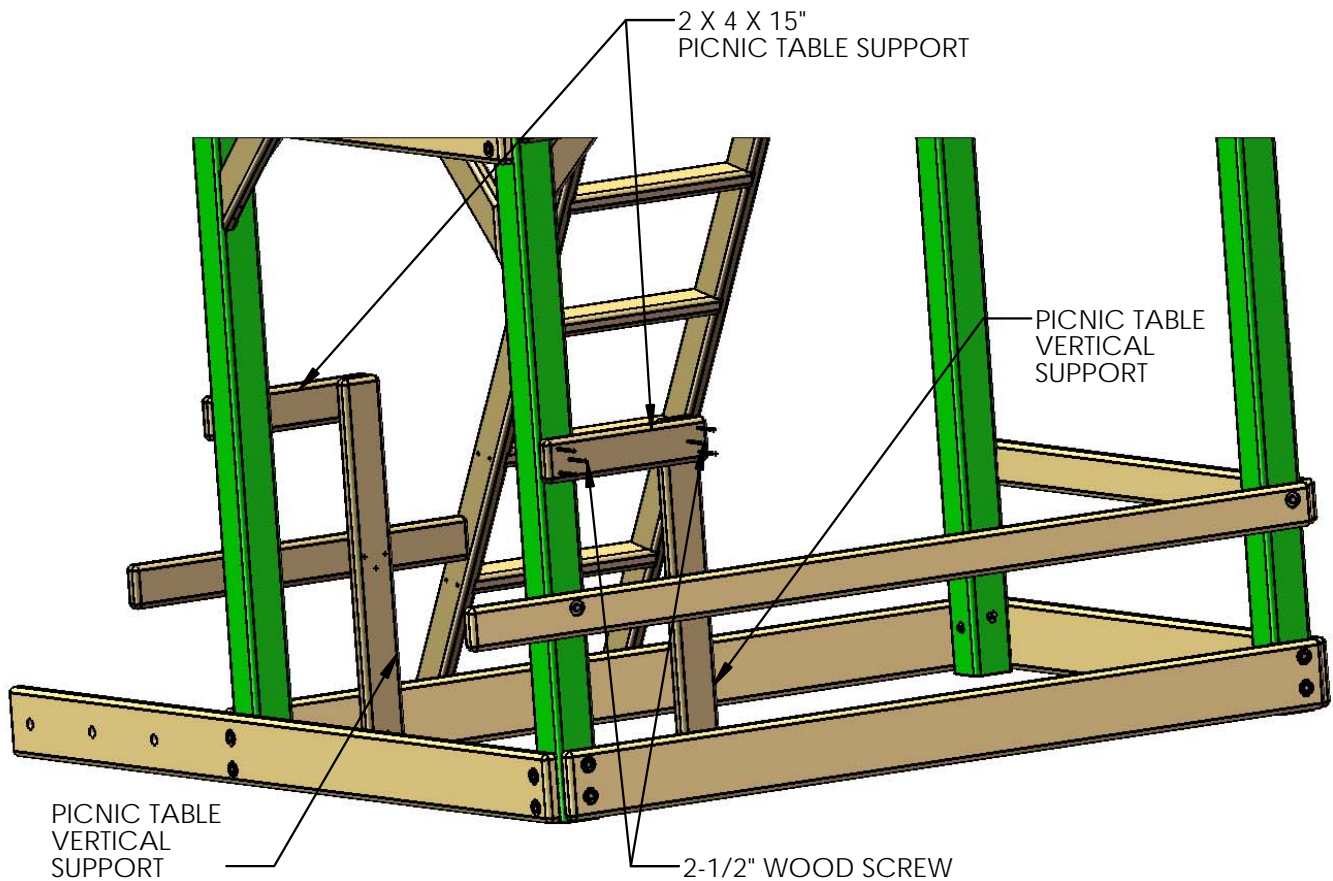 2 X 4 X 15"
PICNIC TABLE SUPPORT
PICNIC TABLE
VERTICAL
SUPPORT
PICNIC TABLE
VERTICAL
SUPPORT
2-1/2" WOOD SCREW